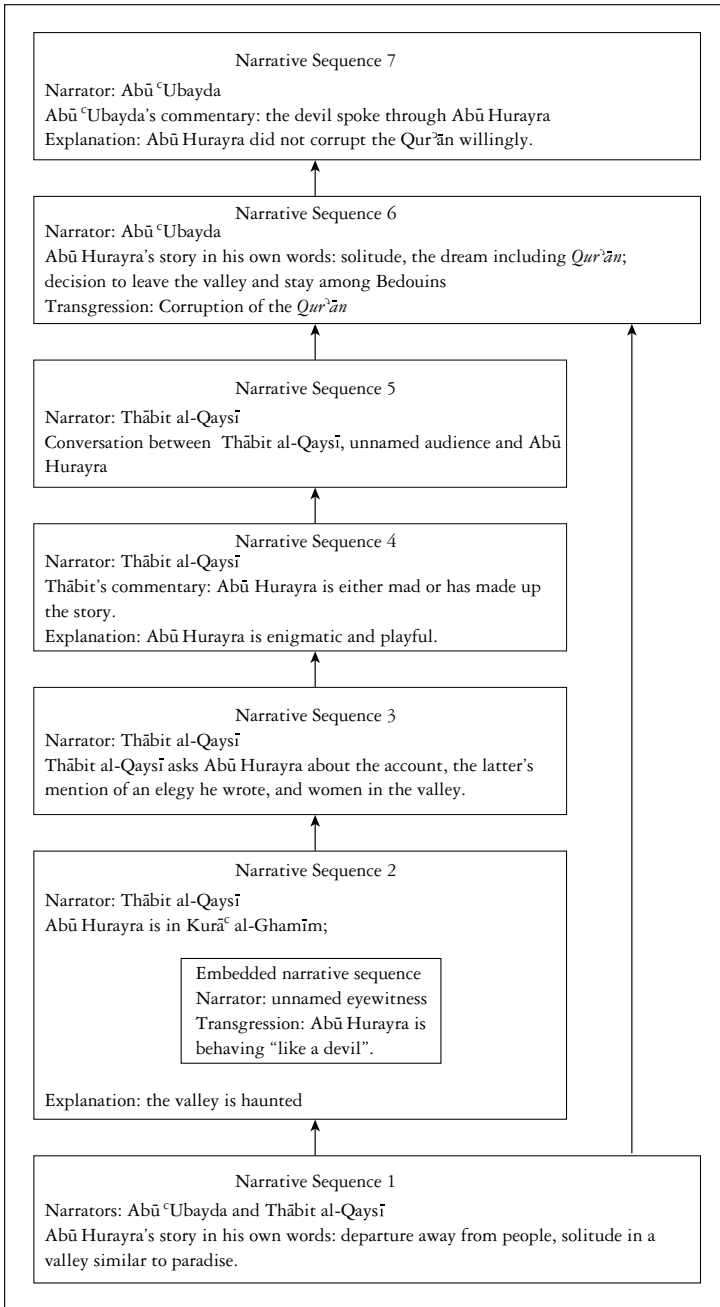 Narrative Sequence 7
Narrator: Abū ᶜUbayda
Abū ᶜUbayda’s commentary: the devil spoke through Abū Hurayra
Explanation: Abū Hurayra did not corrupt the Qurʾān willingly.
Narrative Sequence 6
Narrator: Abū ᶜUbayda
Abū Hurayra’s story in his own words: solitude, the dream including Qurʾān;
decision to leave the valley and stay among Bedouins
Transgression: Corruption of the Qurʾān
Narrative Sequence 5
Narrator: Thābit al-Qaysī
Conversation between Thābit al-Qaysī, unnamed audience and Abū
Hurayra
Narrative Sequence 4
Narrator: Thābit al-Qaysī
Thābit’s commentary: Abū Hurayra is either mad or has made up
the story.
Explanation: Abū Hurayra is enigmatic and playful.
Narrative Sequence 3
Narrator: Thābit al-Qaysī
Thābit al-Qaysī asks Abū Hurayra about the account, the latter’s
mention of an elegy he wrote, and women in the valley.
Narrative Sequence 2
Narrator: Thābit al-Qaysī
Abū Hurayra is in Kurāᶜ al-Ghamīm;
Embedded narrative sequence
Narrator: unnamed eyewitness
Transgression: Abū Hurayra is
behaving “like a devil”.
Explanation: the valley is haunted
Narrative Sequence 1
Narrators: Abū ᶜUbayda and Thābit al-Qaysī
Abū Hurayra’s story in his own words: departure away from people, solitude in a
valley similar to paradise.